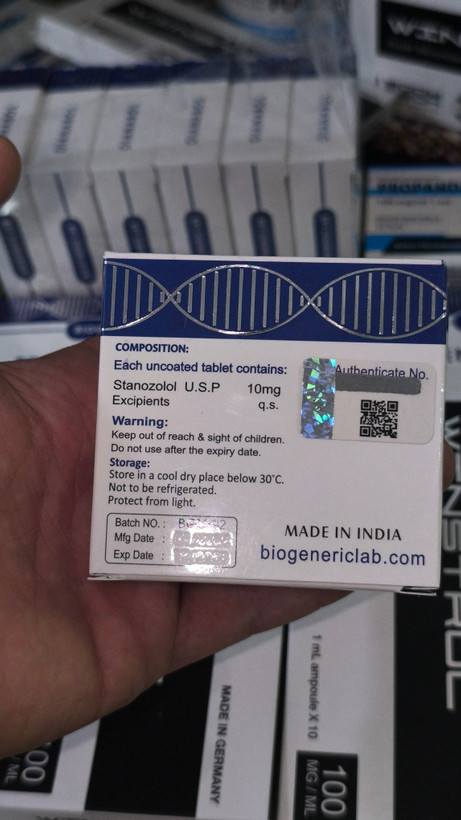 COMPOSITION:
Each uncoated tablet contains:
Stanozolol U.S.P 10mg
Excipients q.s.
Warning:
Keep out of reach & sight of children.
Do not use after the expiry date.
Storage:
Store in a cool dry place below 30°C.
Not to be refrigerated.
Protect from light.
Authenticate No.
Batch NO. :
Mfg Date :
Exp Date :
MADE IN INDIA
biogenericlab.com
MADE IN GERMANY
1 mL ampoule X 10
100
MG / ML